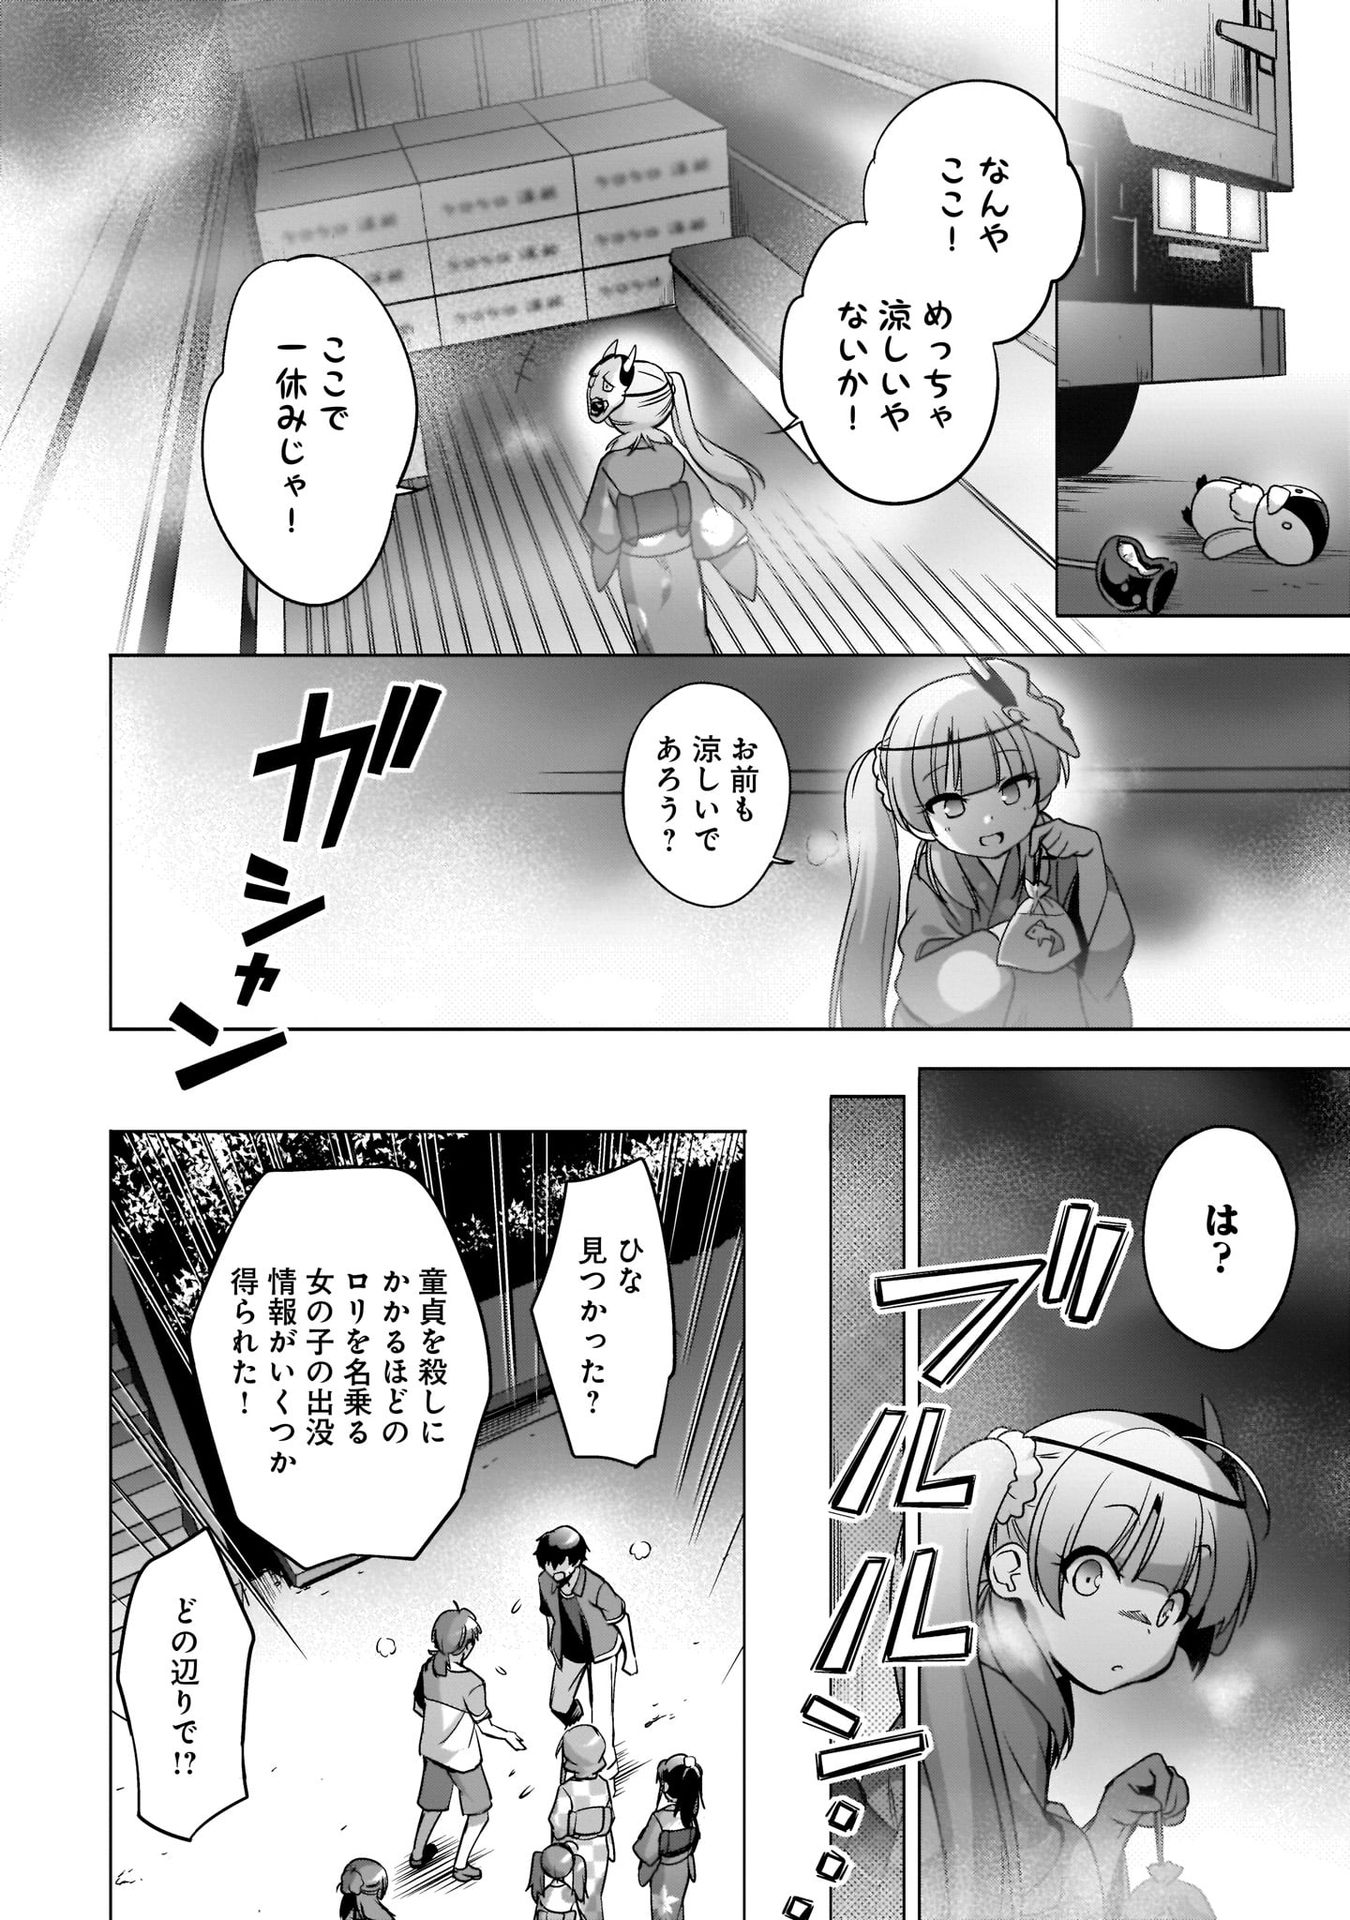 なんや
ここ！
めっちゃ
涼しいや
ないか！
ここで
一休みじゃ！
お前も
涼しいで
あろう？
ガシャン
は？
ブルルルン
ひな
見つかった？
童貞を殺しに
かかるほどの
ロリを名乗る
女の子の出没
情報がいくつか
得られた！
どの辺りで!?